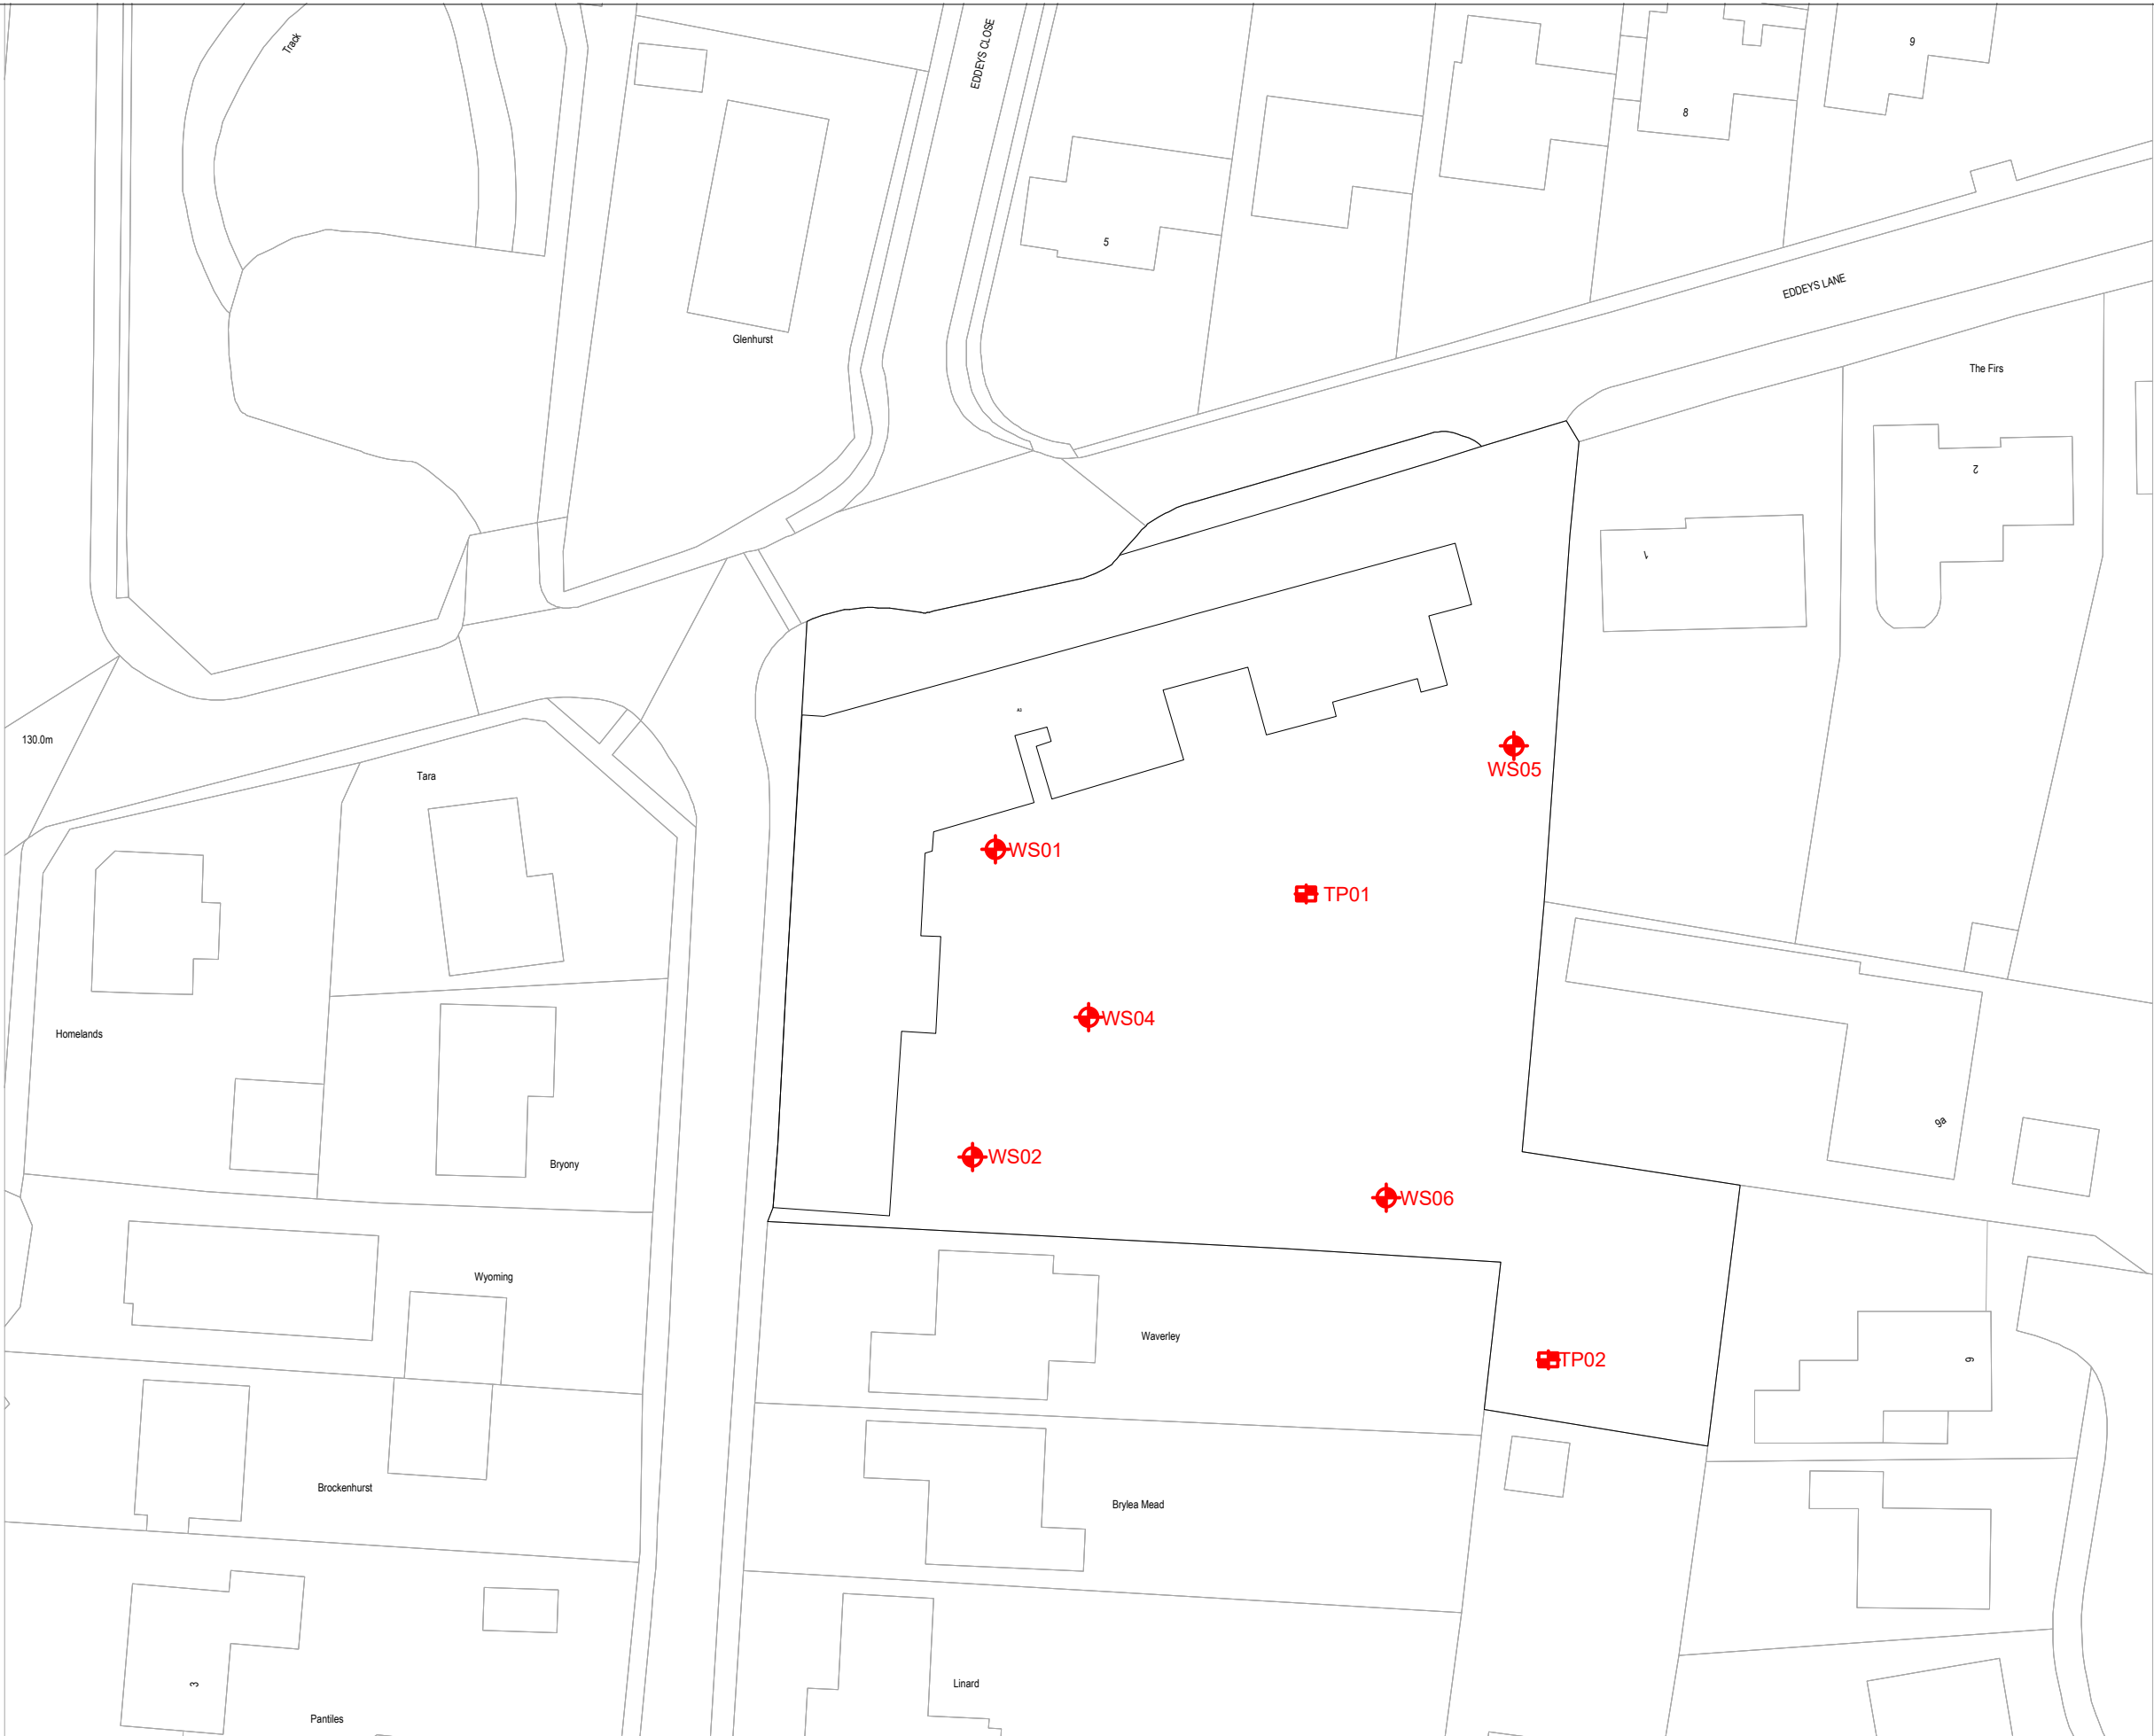 Track
EDDEYS CLOSE
9
8
5
EDDEYS LANE
Glenhurst
The Firs
2
1
130.0m
Tara
WS05
WS01
TP01
WS04
Homelands
9a
Bryony
WS02
WS06
Wyoming
Waverley
TP02
9
Brockenhurst
Brylea Mead
3
Linard
Pantiles